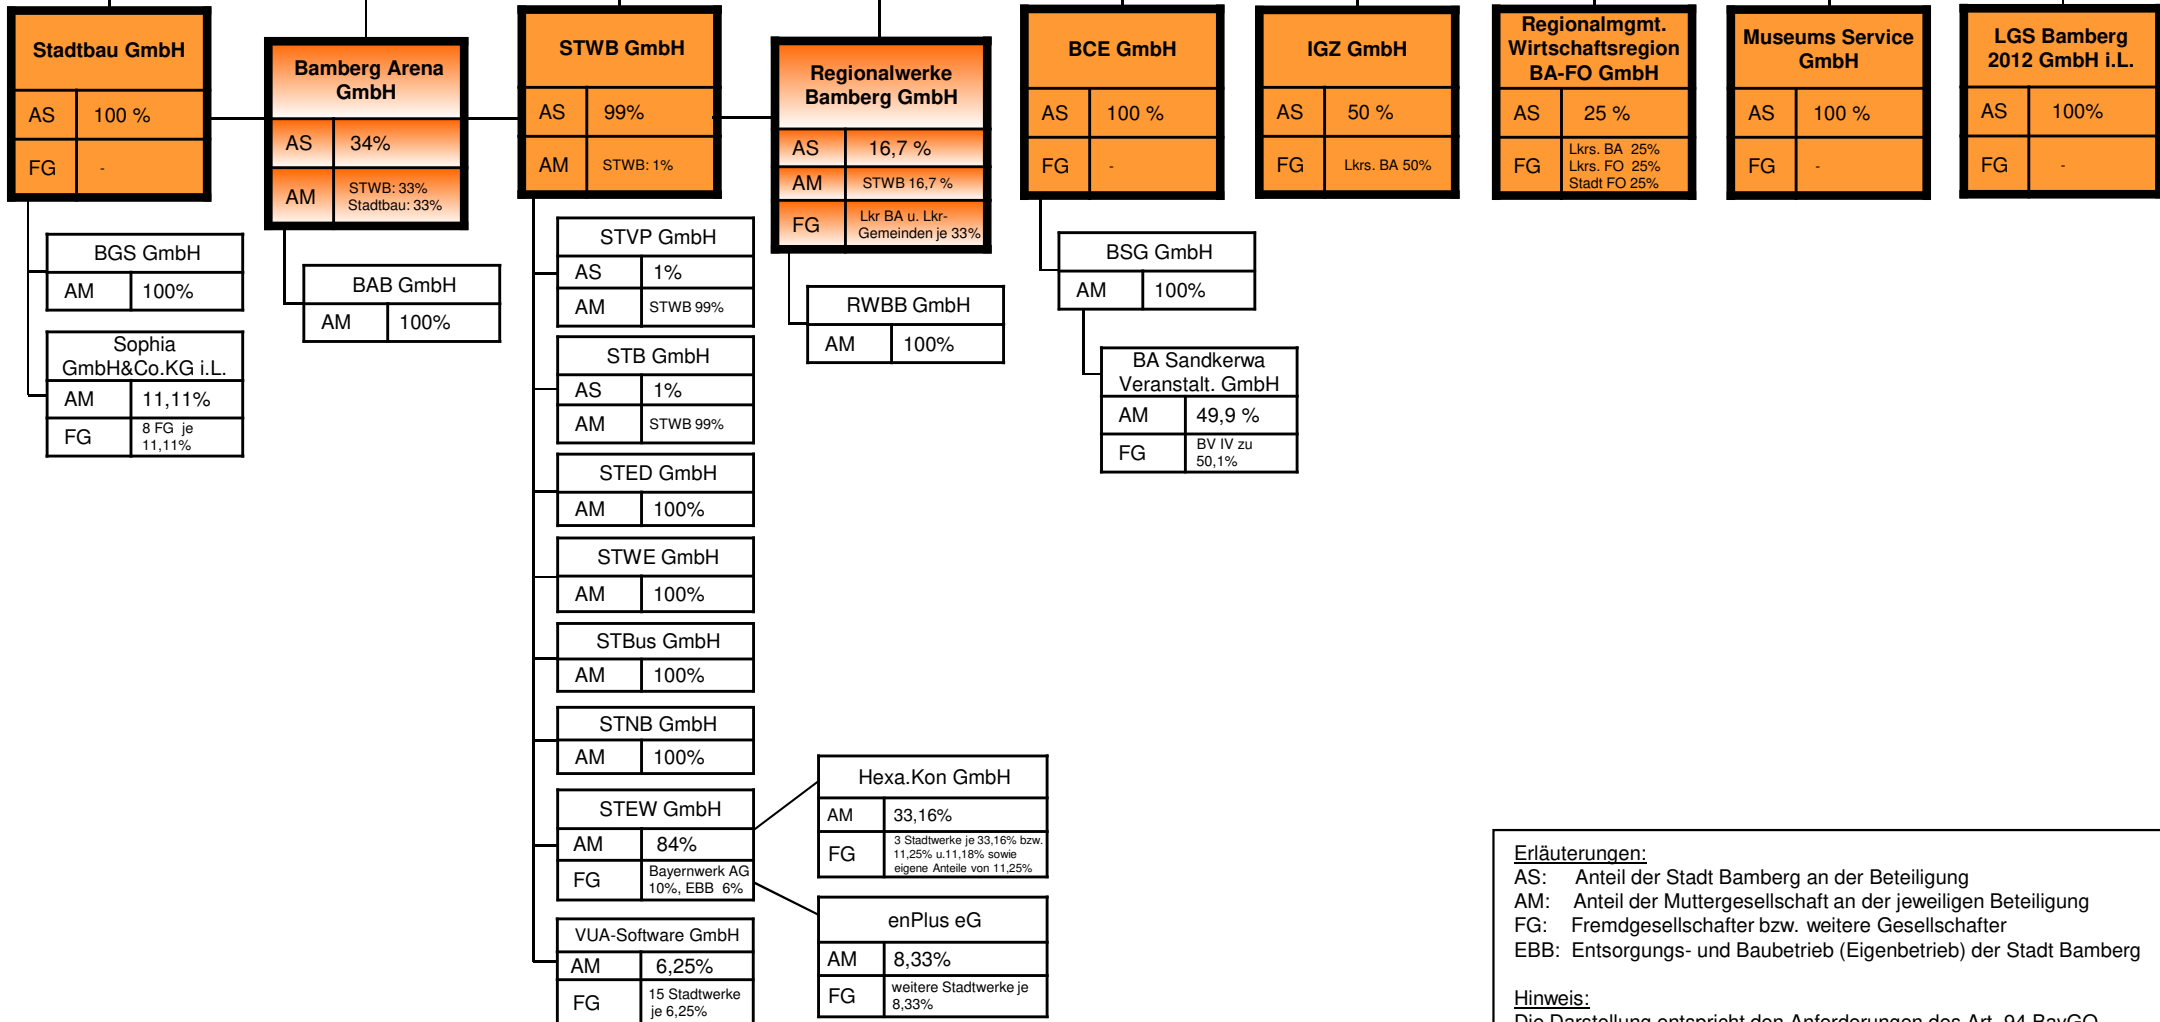 Stadtbau GmbH
AS 100 %
FG -
BGS GmbH
AM 100%
Sophia
GmbH&Co.KG i.L.
AM 11,11%
FG 8 FG je
11,11%
Bamberg Arena
GmbH
AS 34%
AM STWB: 33%
Stadtbau: 33%
BAB GmbH
AM 100%
STWB GmbH
AS 99%
AM STWB: 1%
STVP GmbH
AS 1%
AM STWB 99%
STB GmbH
AS 1%
AM STWB 99%
STED GmbH
AM 100%
STWE GmbH
AM 100%
STBus GmbH
AM 100%
STNB GmbH
AM 100%
STEW GmbH
AM 84%
FG Bayernwerk AG
10%, EBB 6%
VUA-Software GmbH
AM 6,25%
FG 15 Stadtwerke
je 6,25%
Hexa.Kon GmbH
AM 33,16%
FG 3 Stadtwerke je 33,16% bzw.
11,25% u.11,18% sowie
eigene Anteile von 11,25%
enPlus eG
AM 8,33%
FG weitere Stadtwerke je
8,33%
Regionalwerke
Bamberg GmbH
AS 16,7 %
AM STWB 16,7 %
FG Lkr BA u. Lkr-
Gemeinden je 33%
RWBB GmbH
AM 100%
BCE GmbH
AS 100 %
FG -
BSG GmbH
AM 100%
BA Sandkerwa
Veranstalt. GmbH
AM 49,9 %
FG BV IV zu
50,1%
IGZ GmbH
AS 50 %
FG Lkrs. BA 50%
Regionalmgmt.
Wirtschaftsregion
BA-FO GmbH
AS 25 %
FG Lkrs. BA 25%
Lkrs. FO 25%
Stadt FO 25%
Museums Service
GmbH
AS 100 %
FG -
LGS Bamberg
2012 GmbH i.L.
AS 100%
FG -
Erläuterungen:
AS: Anteil der Stadt Bamberg an der Beteiligung
AM: Anteil der Muttergesellschaft an der jeweiligen Beteiligung
FG: Fremdgesellschafter bzw. weitere Gesellschafter
EBB: Entsorgungs- und Baubetrieb (Eigenbetrieb) der Stadt Bamberg
Hinweis:
Die Darstellung entspricht den Anforderungen des Art. 94 BayGO